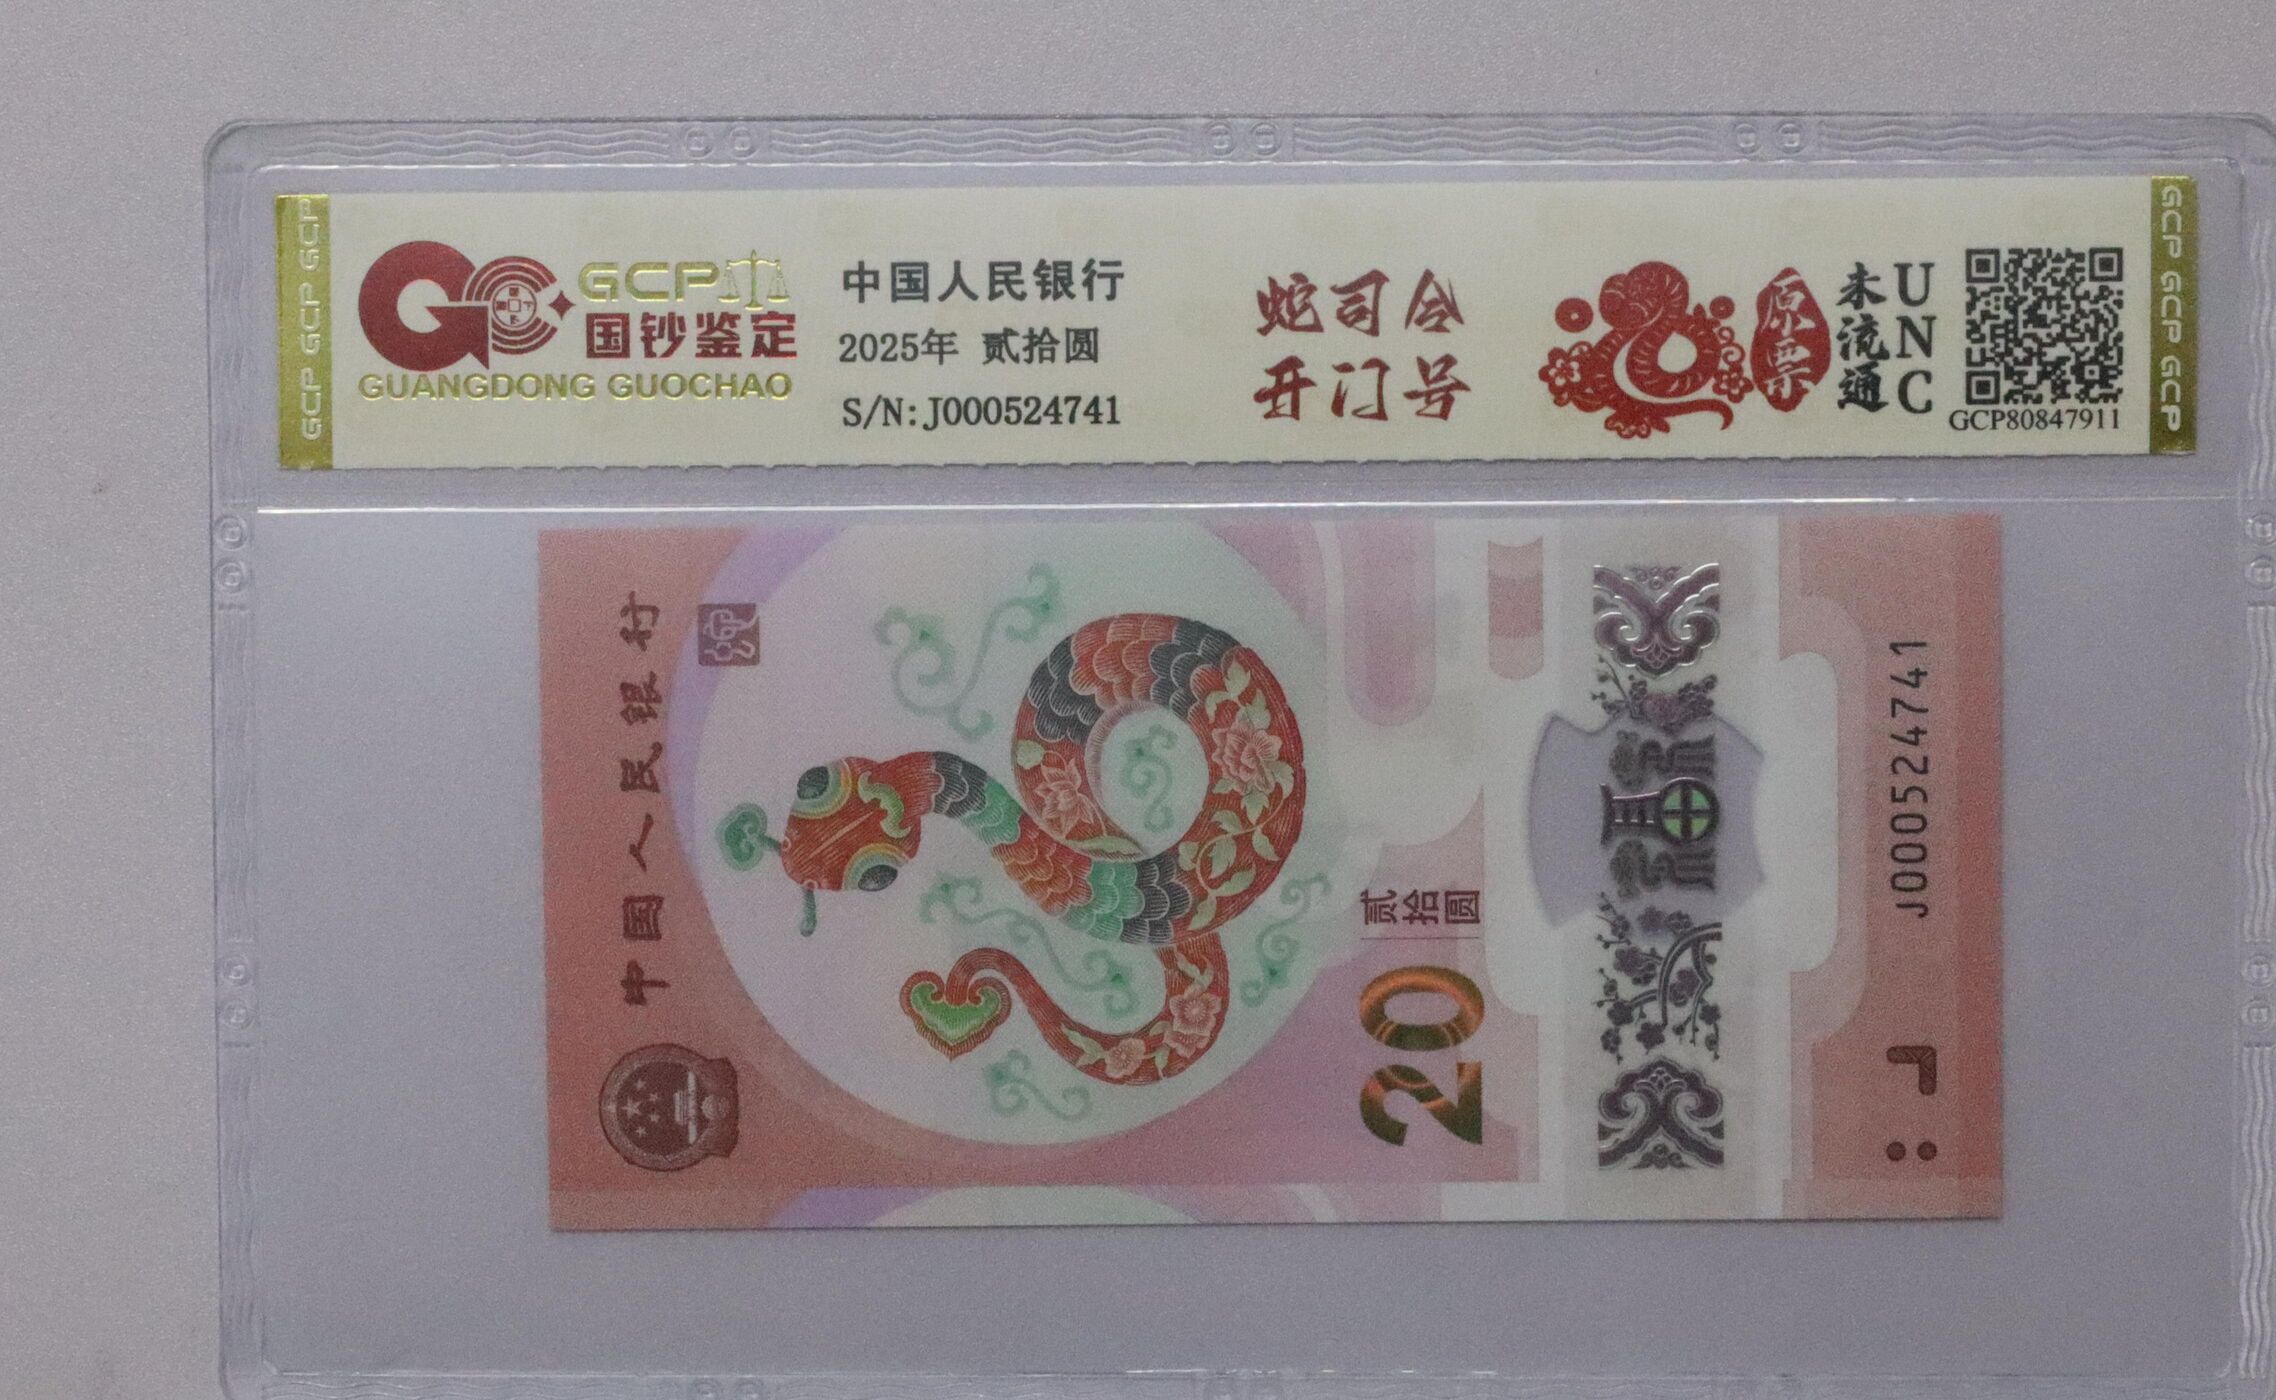 GCP GCP GCP
GCP
国钞鉴定
GUANGDONG GUOCHAO
中国人民银行
2025年 贰拾圆
S/N:J000524741
蛇司令
开门号
原票
未流通
UNC
GCP80847911
GCP GCP GCP
中国人民银行
贰拾圆
20
福
J000524741